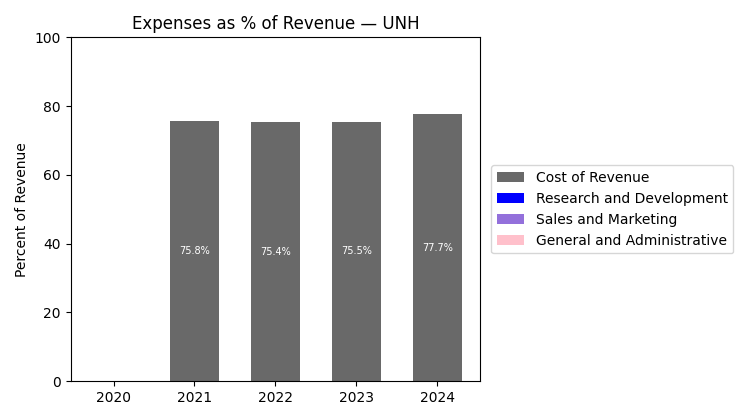 Expenses as % of Revenue — UNH
Percent of Revenue
100
80
60
40
20
0
75.8%
75.4%
75.5%
77.7%
2020
2021
2022
2023
2024
Cost of Revenue
Research and Development
Sales and Marketing
General and Administrative